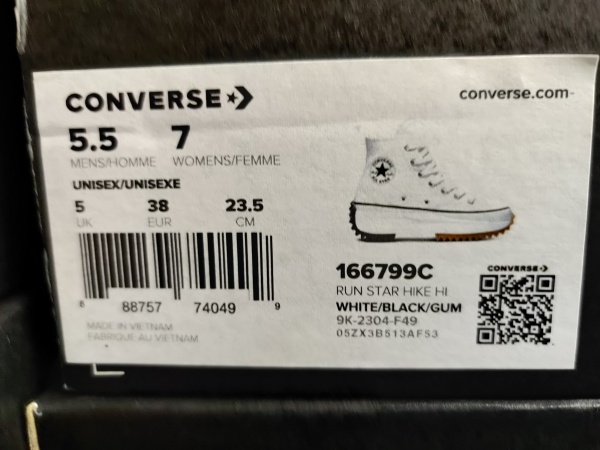 CONVERSE
converse.com
5.5 7
MENS/HOMME WOMENS/FEMME
UNISEX/UNISEXE
5 38 23.5
UK EUR CM
8 88757 74049 9
MADE IN VIETNAM
FABRIQUE AU VIETNAM
166799C
RUN STAR HIKE HI
WHITE/BLACK/GUM
9K-2304-F49
05ZX3B513AF53
CONVERSE